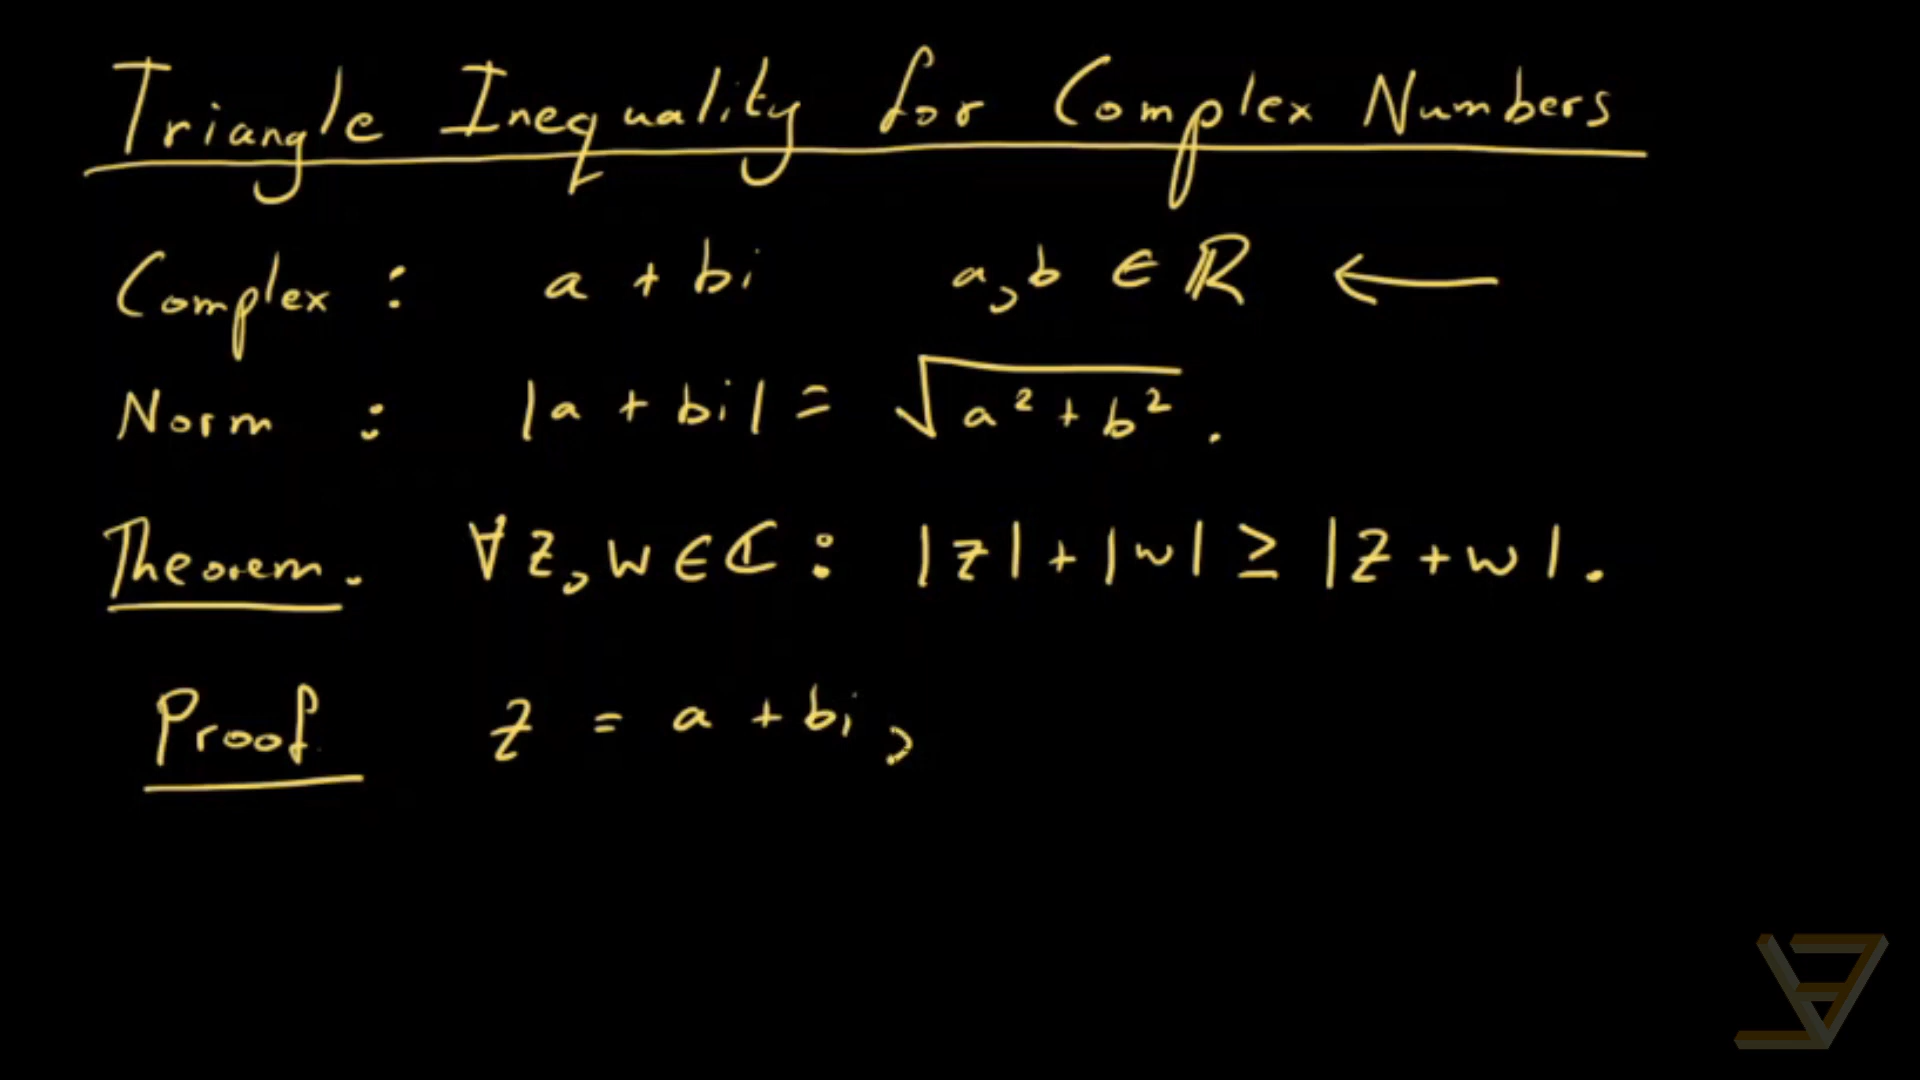 Triangle Inequality for Complex Numbers
Complex : a + bi a, b ∈ ℝ ←
Norm : |a + bi| = √(a² + b²) .
Theorem. ∀ z, w ∈ ℂ : |z| + |w| ≥ |z + w| .
Proof z = a + bi ,